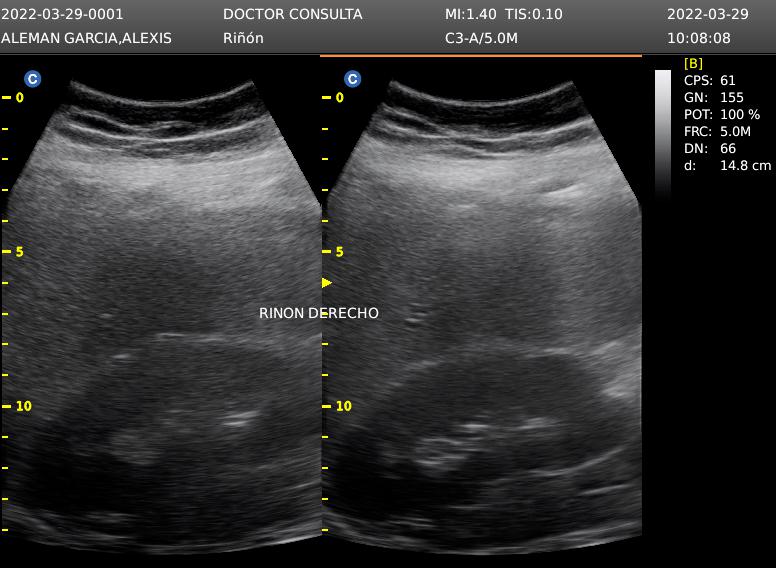 2022-03-29-0001 DOCTOR CONSULTA MI:1.40 TIS:0.10 2022-03-29
ALEMAN GARCIA,ALEXIS Riñón C3-A/5.0M 10:08:08
[B]
C C
CPS: 61
0 0
GN: 155
POT: 100 %
FRC: 5.0M
DN: 66
d: 14.8 cm
5 5
RINON DERECHO
10 10